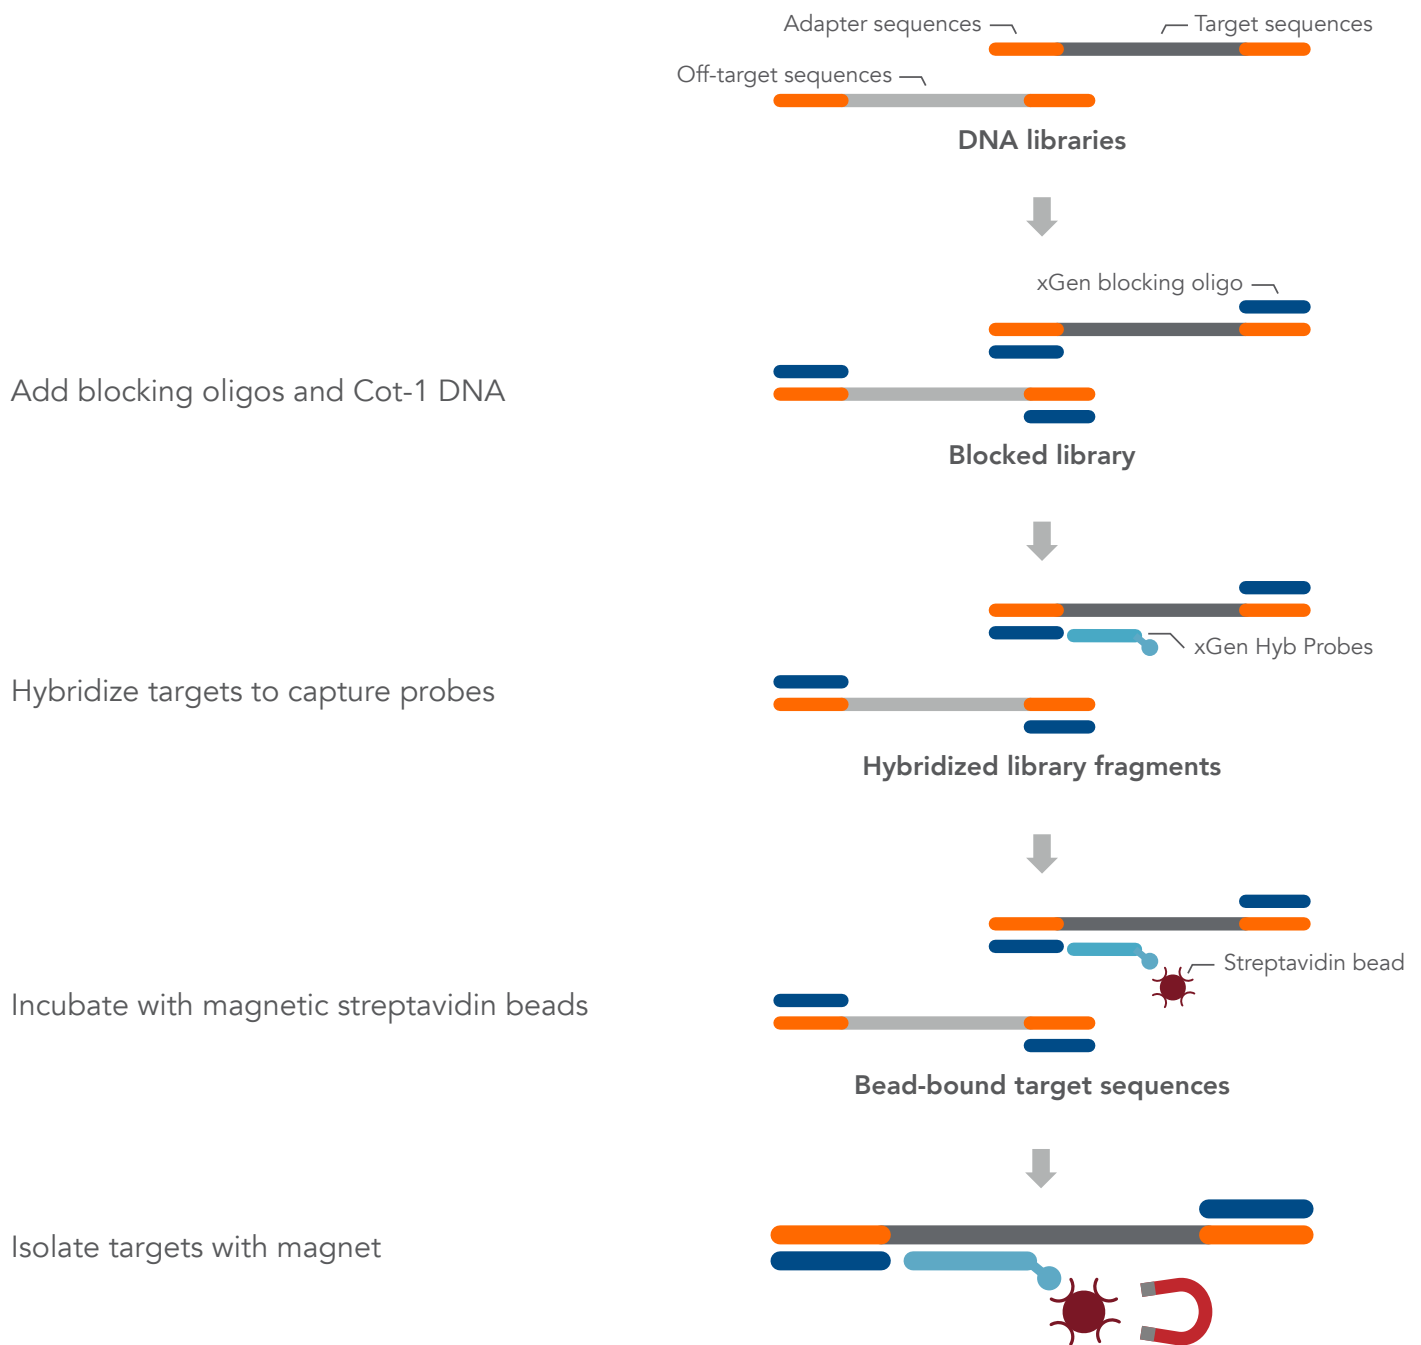 Adapter sequences
Target sequences
Off-target sequences
DNA libraries
xGen blocking oligo
Add blocking oligos and Cot-1 DNA
Blocked library
xGen Hyb Probes
Hybridize targets to capture probes
Hybridized library fragments
Streptavidin bead
Incubate with magnetic streptavidin beads
Bead-bound target sequences
Isolate targets with magnet